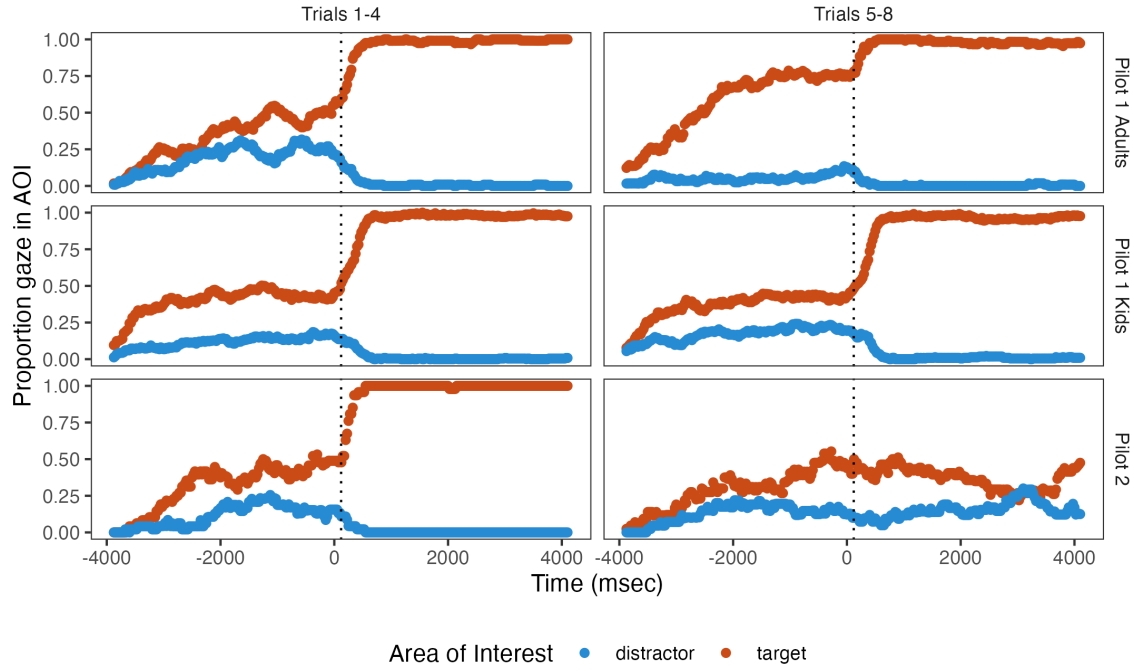 Trials 1-4
Trials 5-8
Proportion gaze in AOI
1.00
0.75
0.50
0.25
0.00
Pilot 1 Adults
1.00
0.75
0.50
0.25
0.00
Pilot 1 Kids
1.00
0.75
0.50
0.25
0.00
Pilot 2
-4000 -2000 0 2000 4000
-4000 -2000 0 2000 4000
Time (msec)
Area of Interest distractor target